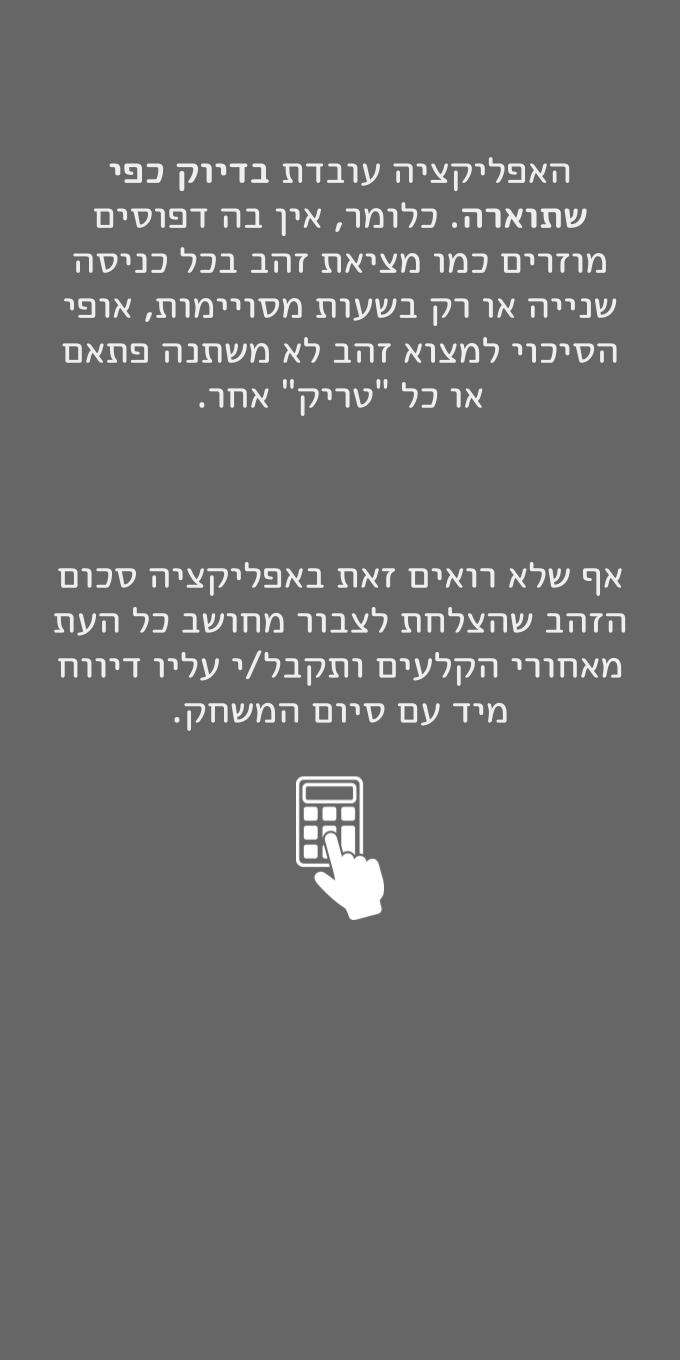 האפליקציה עובדת בדיוק כפי
שתוארה. כלומר, אין בה דפוסים
מוזרים כמו מציאת זהב בכל כניסה
שנייה או רק בשעות מסויימות, אופי
הסיכוי למצוא זהב לא משתנה פתאם
או כל "טריק" אחר.
אף שלא רואים זאת באפליקציה סכום
הזהב שהצלחת לצבור מחושב כל העת
מאחורי הקלעים ותקבל/י עליו דיווח
מיד עם סיום המשחק.